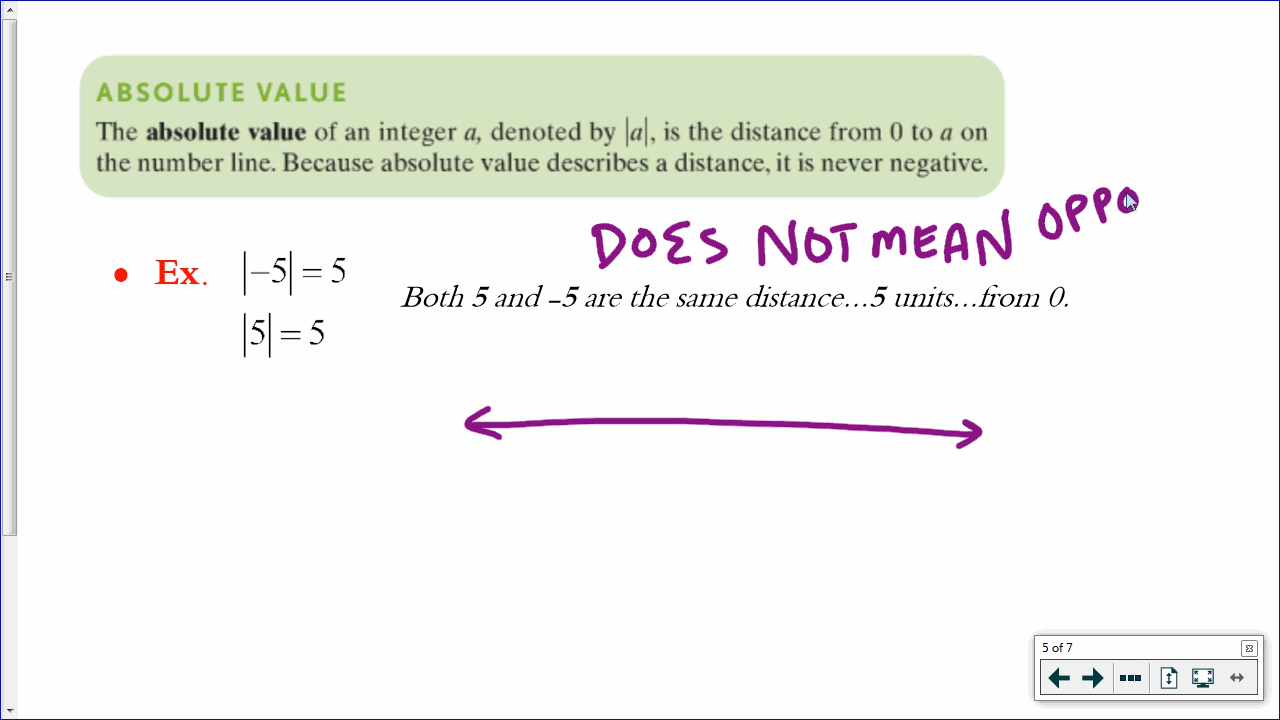 ABSOLUTE VALUE
The absolute value of an integer a, denoted by |a|, is the distance from 0 to a on
the number line. Because absolute value describes a distance, it is never negative.
DOES NOT MEAN OPPO
• Ex. |−5| = 5
Both 5 and –5 are the same distance...5 units...from 0.
|5| = 5
5 of 7